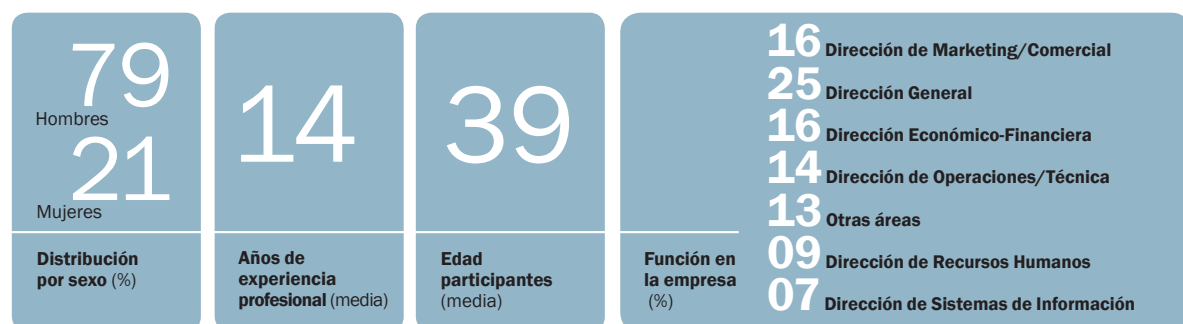 79
Hombres
21
Mujeres
Distribución
por sexo (%)
14
Años de
experiencia
profesional (media)
39
Edad
participantes
(media)
Función en
la empresa
(%)
16 Dirección de Marketing/Comercial
25 Dirección General
16 Dirección Económico-Financiera
14 Dirección de Operaciones/Técnica
13 Otras áreas
09 Dirección de Recursos Humanos
07 Dirección de Sistemas de Información